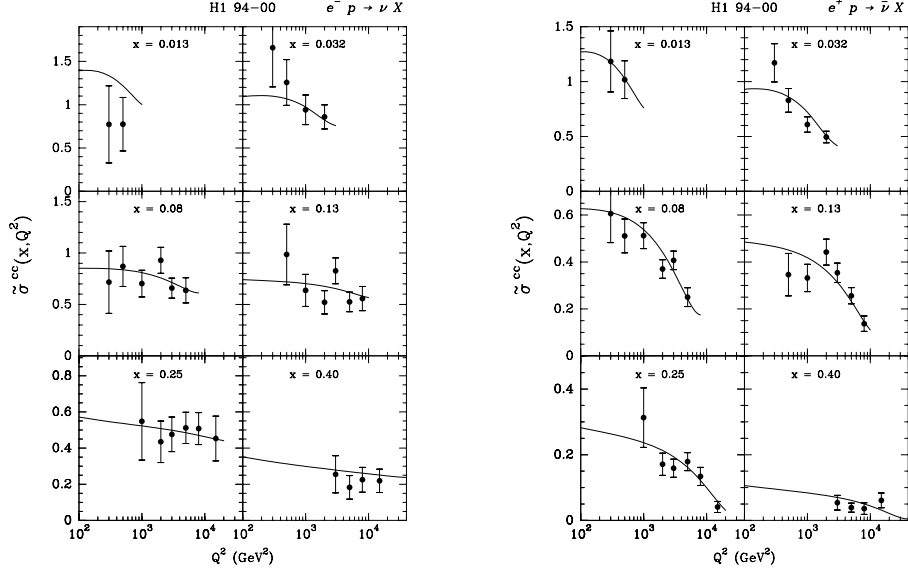 H1 94-00 e⁻ p → ν X
x = 0.013 x = 0.032
1.5
1
0.5
0
x = 0.08 x = 0.13
1.5
1
0.5
0
σ̃ ᶜᶜ(x,Q²)
x = 0.25 x = 0.40
0.8
0.6
0.4
0.2
0
10² 10³ 10⁴ 10² 10³ 10⁴
Q² (GeV²)
H1 94-00 e⁺ p → ν̄ X
x = 0.013 x = 0.032
1.5
1
0.5
0
x = 0.08 x = 0.13
0.6
0.4
0.2
0
σ̃ ᶜᶜ(x,Q²)
x = 0.25 x = 0.40
0.4
0.2
0
10² 10³ 10⁴ 10² 10³ 10⁴
Q² (GeV²)